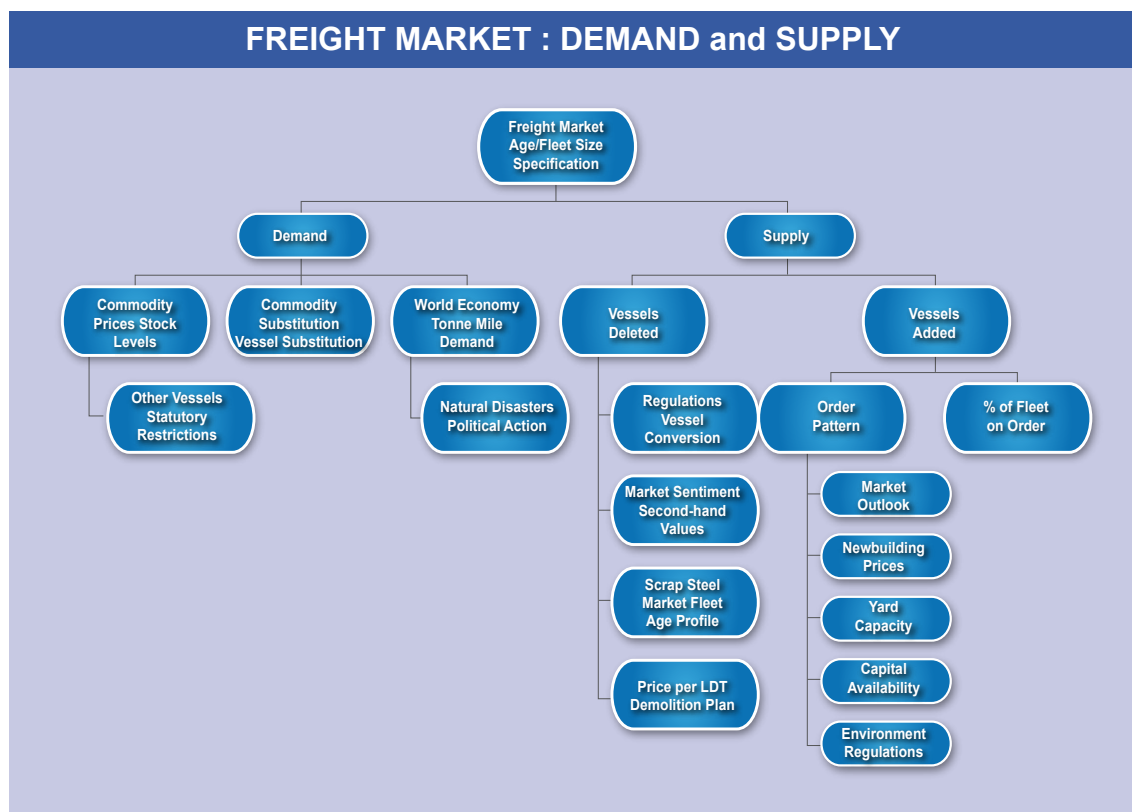 FREIGHT MARKET : DEMAND and SUPPLY
Freight Market
Age/Fleet Size
Specification
Demand
Supply
Commodity
Prices Stock
Levels
Commodity
Substitution
Vessel Substitution
World Economy
Tonne Mile
Demand
Vessels
Deleted
Vessels
Added
Other Vessels
Statutory
Restrictions
Natural Disasters
Political Action
Regulations
Vessel
Conversion
Order
Pattern
% of Fleet
on Order
Market Sentiment
Second-hand
Values
Market
Outlook
Newbuilding
Prices
Scrap Steel
Market Fleet
Age Profile
Yard
Capacity
Price per LDT
Demolition Plan
Capital
Availability
Environment
Regulations